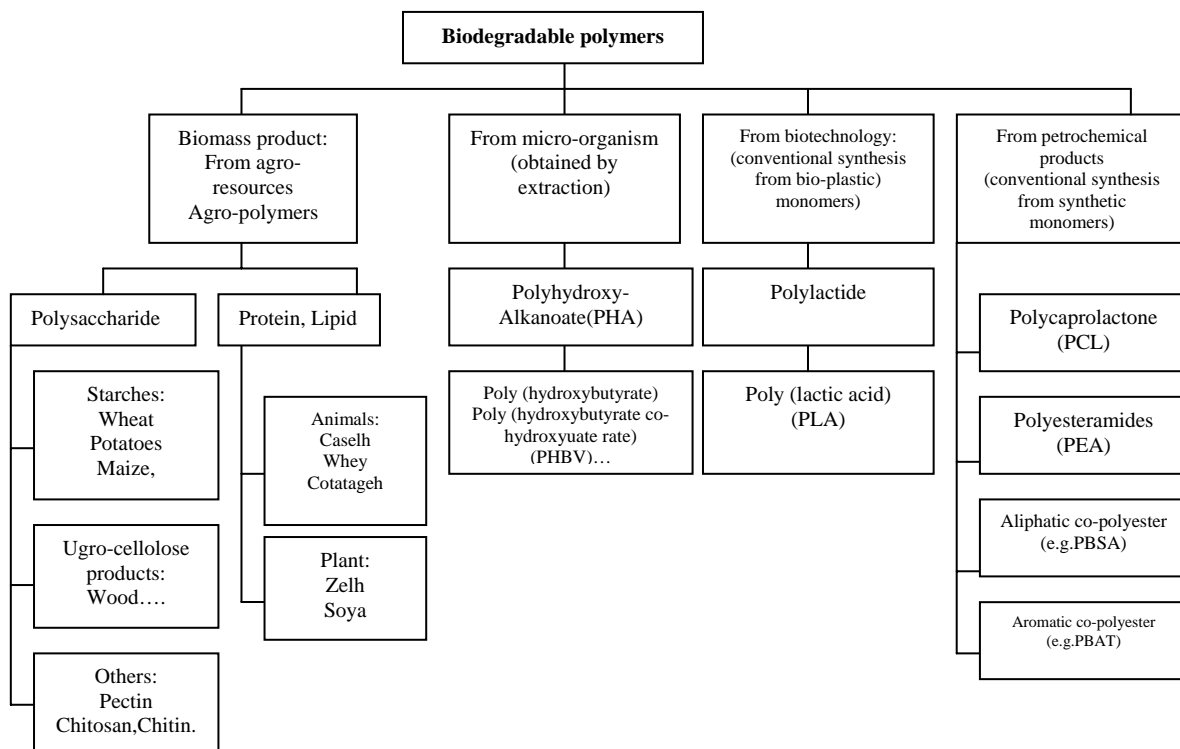 Biodegradable polymers
Biomass product:
From agro-
resources
Agro-polymers
From micro-organism
(obtained by
extraction)
From biotechnology:
(conventional synthesis
from bio-plastic)
monomers)
From petrochemical
products
(conventional synthesis
from synthetic
monomers)
Polysaccharide
Protein, Lipid
Polyhydroxy-
Alkanoate(PHA)
Polylactide
Polycaprolactone
(PCL)
Starches:
Wheat
Potatoes
Maize,
Animals:
Caselh
Whey
Cotatageh
Poly (hydroxybutyrate)
Poly (hydroxybutyrate co-
hydroxyuate rate)
(PHBV)…
Poly (lactic acid)
(PLA)
Polyesteramides
(PEA)
Ugro-cellolose
products:
Wood….
Plant:
Zelh
Soya
Aliphatic co-polyester
(e.g.PBSA)
Aromatic co-polyester
(e.g.PBAT)
Others:
Pectin
Chitosan,Chitin.